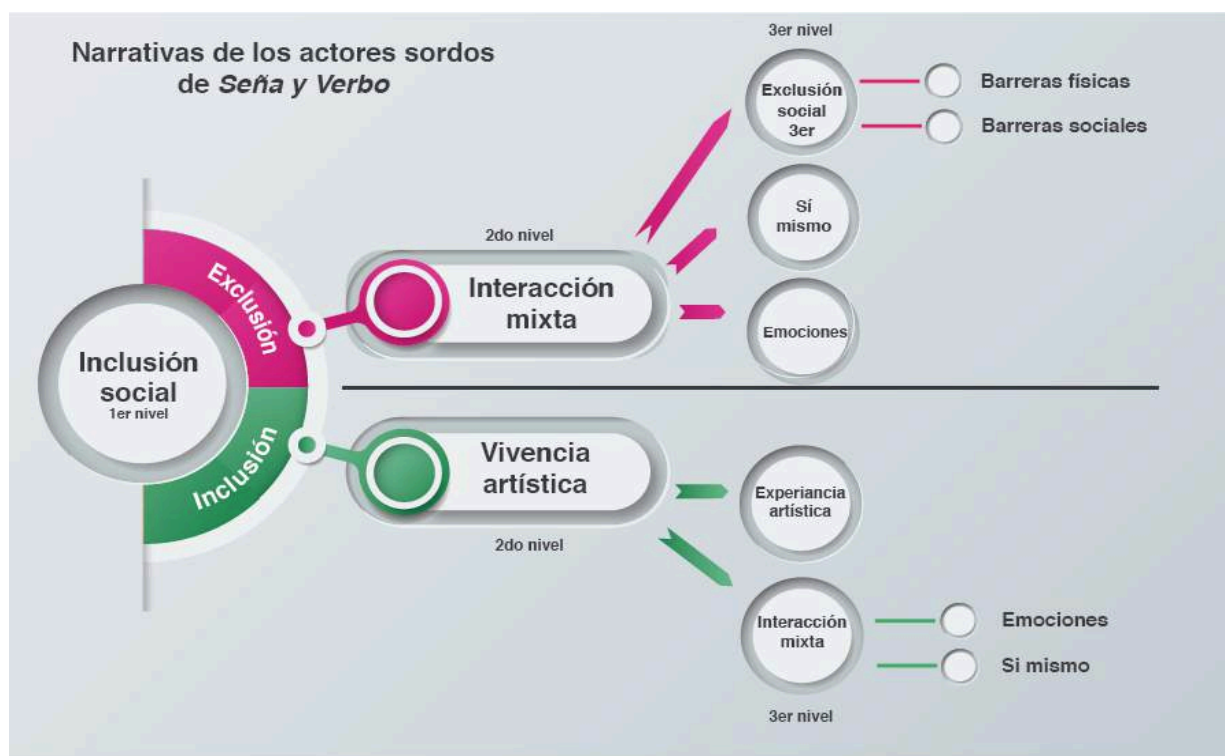 Narrativas de los actores sordos
de Seña y Verbo
Inclusión
social
1er nivel
Exclusión
Inclusión
2do nivel
Interacción
mixta
3er nivel
Exclusión
social
3er
Barreras físicas
Barreras sociales
Sí
mismo
Emociones
Vivencia
artística
2do nivel
Experiancia
artística
Interacción
mixta
3er nivel
Emociones
Si mismo